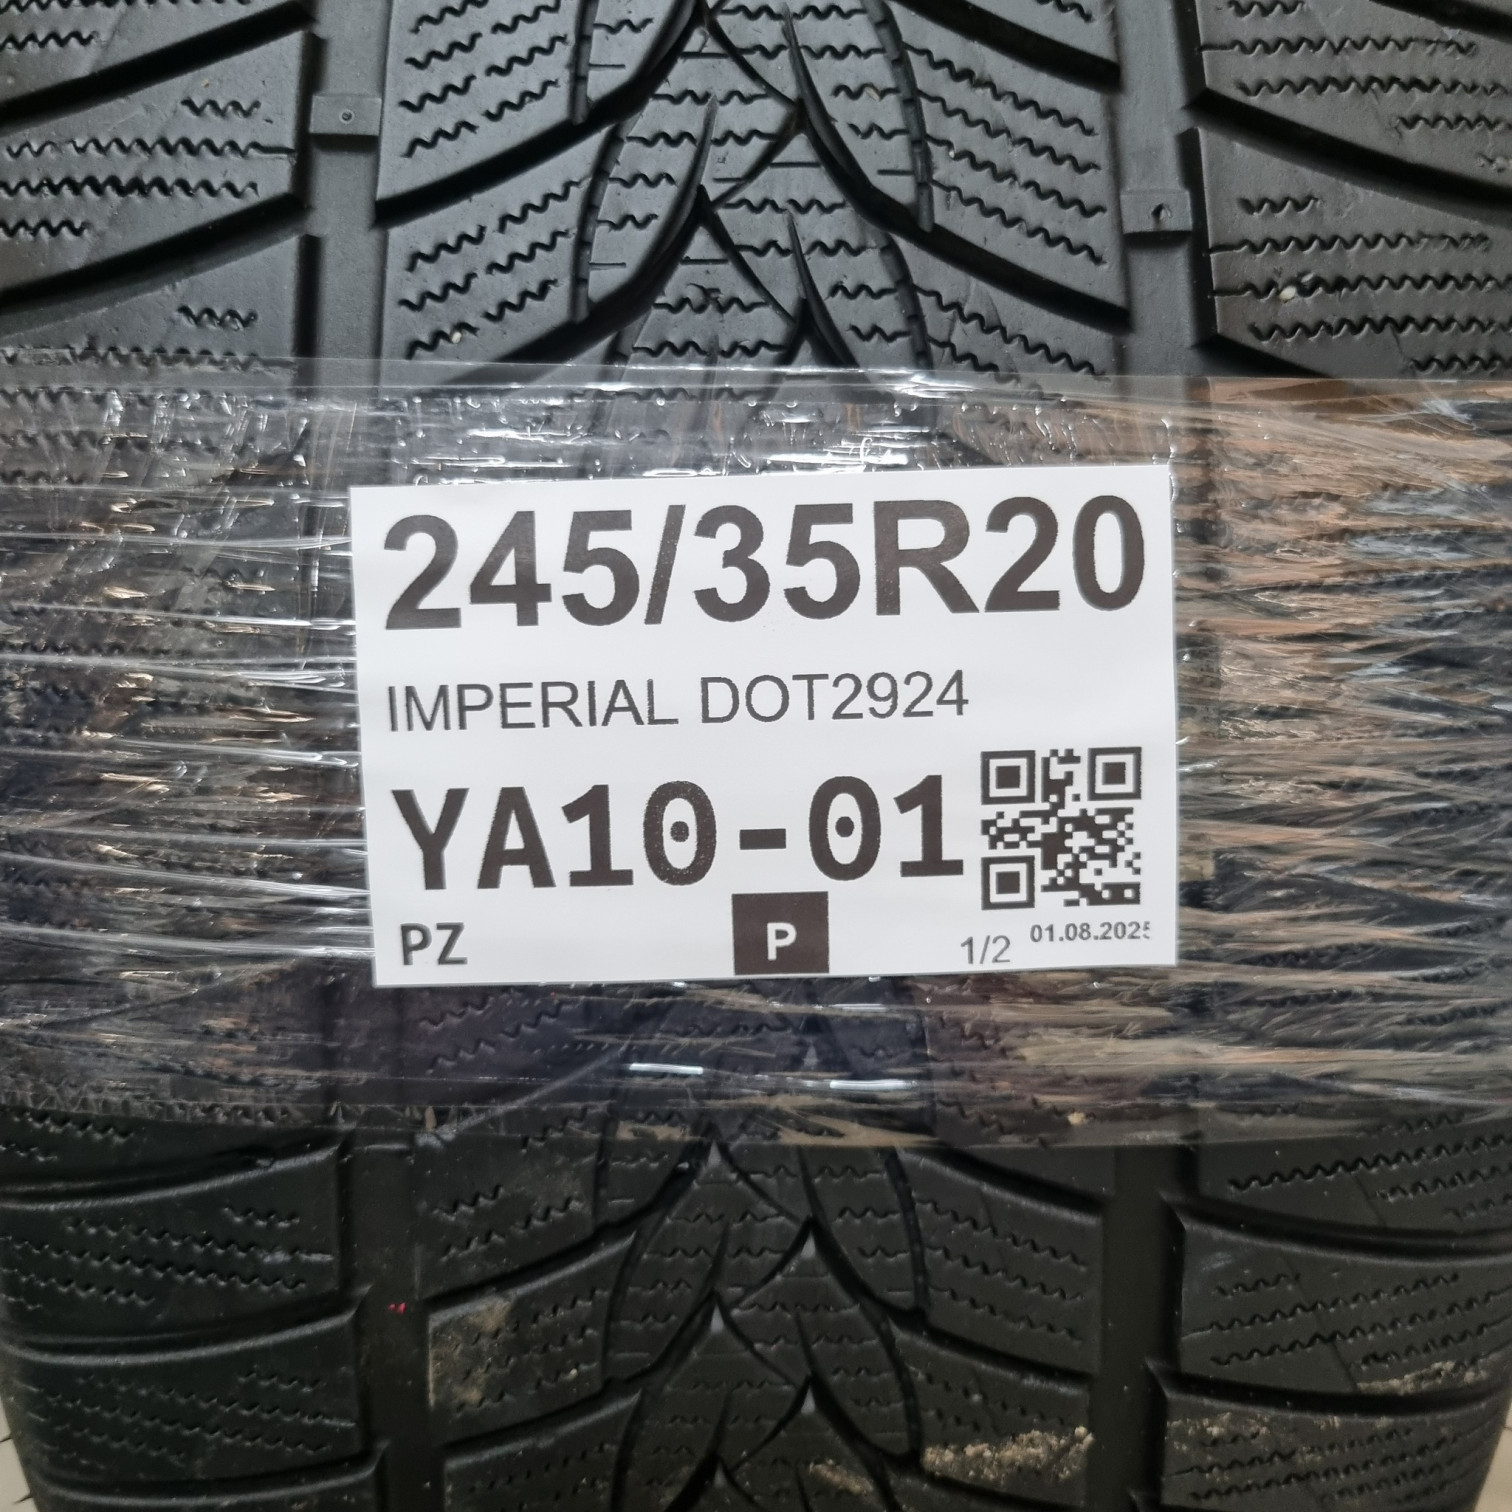 245/35R20
IMPERIAL DOT2924
YA10-01
PZ
P
1/2
01.08.2025